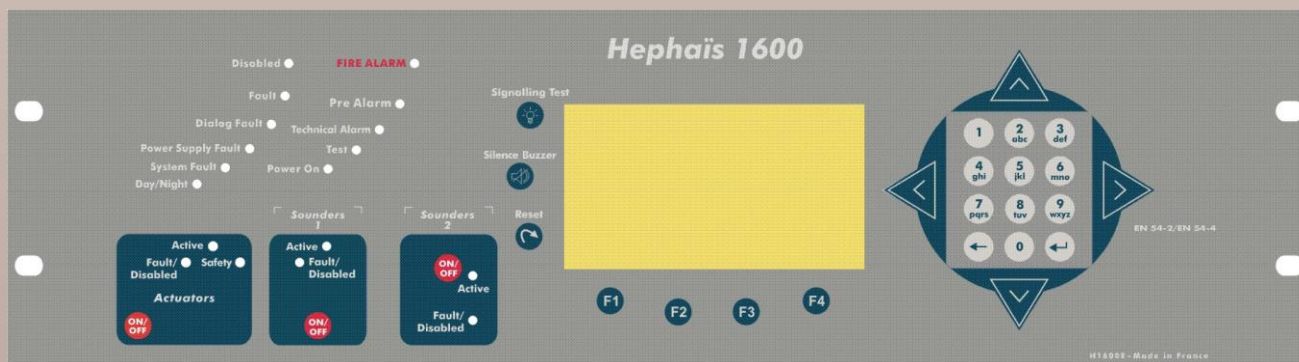 Hephaïs 1600
Disabled
FIRE ALARM
Fault
Pre Alarm
Dialog Fault
Technical Alarm
Power Supply Fault
Test
System Fault
Power On
Day/Night
Signalling Test
Silence Buzzer
Reset
Active
Fault/
Disabled
Safety
Actuators
ON/
OFF
Sounders
1
Active
Fault/
Disabled
ON/
OFF
Sounders
2
ON/
OFF
Active
Fault/
Disabled
F1
F2
F3
F4
1
2
abc
3
def
4
ghi
5
jkl
6
mno
7
pqrs
8
tuv
9
wxyz
0
EN 54-2/EN 54-4
H1600E-Made in France